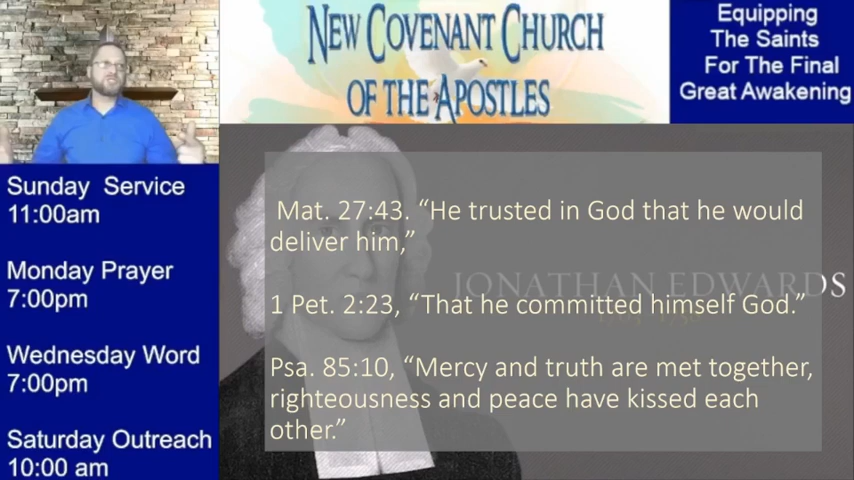 New Covenant Church
of the Apostles
Equipping
The Saints
For The Final
Great Awakening
Sunday Service
11:00am
Monday Prayer
7:00pm
Wednesday Word
7:00pm
Saturday Outreach
10:00 am
Mat. 27:43. “He trusted in God that he would
deliver him,”
JONATHAN EDWARDS
1 Pet. 2:23, “That he committed himself God.”
Psa. 85:10, “Mercy and truth are met together,
righteousness and peace have kissed each
other.”